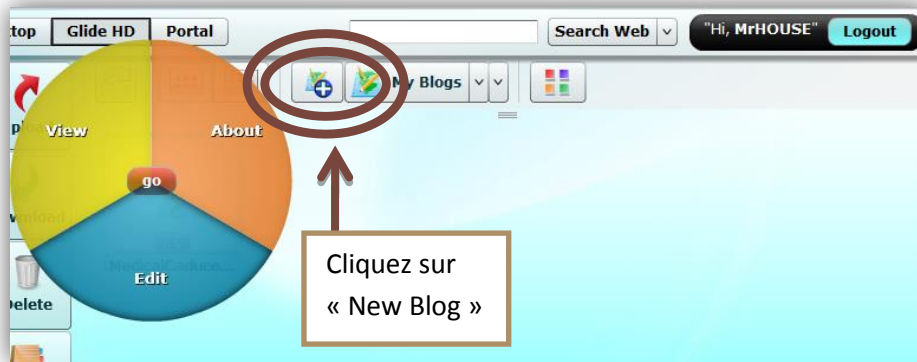 top Glide HD Portal Search Web "Hi, MrHOUSE" Logout
My Blogs
View About
go
Edit
Delete
Cliquez sur
« New Blog »